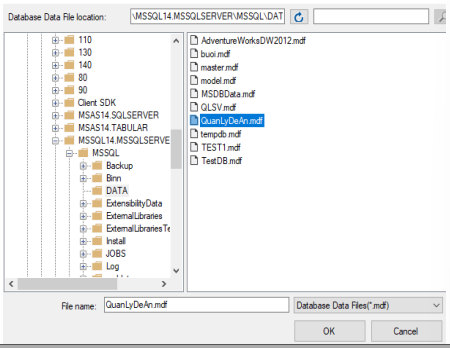 Database Data File location:
\MSSQL14.MSSQLSERVER\MSSQL\DAT
110
130
140
80
90
Client SDK
MSAS14.SQLSERVER
MSAS14.TABULAR
MSSQL14.MSSQLSERVE
MSSQL
Backup
Binn
DATA
ExtensibilityData
ExternalLibraries
ExternalLibrariesTe
Install
JOBS
Log
AdventureWorksDW2012.mdf
buoi.mdf
master.mdf
model.mdf
MSDBData.mdf
QLSV.mdf
QuanLyDeAn.mdf
tempdb.mdf
TEST1.mdf
TestDB.mdf
File name:
QuanLyDeAn.mdf
Database Data Files(*.mdf)
OK
Cancel